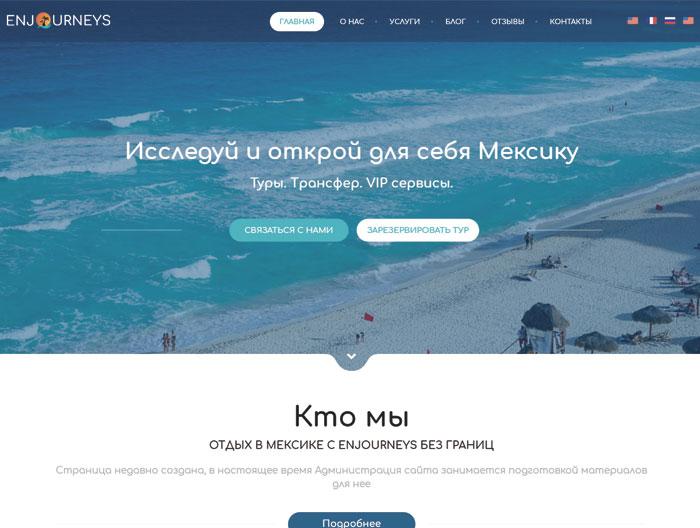 ENJOURNEYS
ГЛАВНАЯ
О НАС
УСЛУГИ
БЛОГ
ОТЗЫВЫ
КОНТАКТЫ
Исследуй и открой для себя Мексику
Туры. Трансфер. VIP сервисы.
СВЯЗАТЬСЯ С НАМИ
ЗАРЕЗЕРВИРОВАТЬ ТУР
Кто мы
ОТДЫХ В МЕКСИКЕ С ENJOURNEYS БЕЗ ГРАНИЦ
Страница недавно создана, в настоящее время Администрация сайта занимается подготовкой материалов
для нее
Подробнее